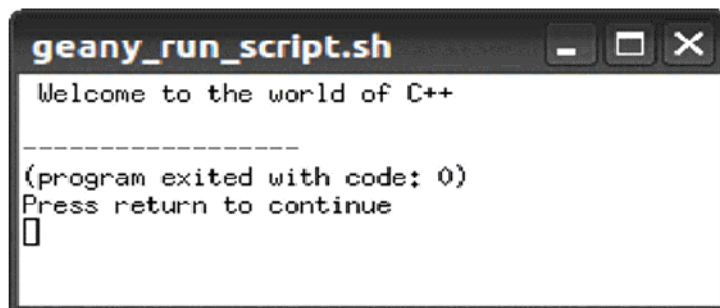 geany_run_script.sh
Welcome to the world of C++
------------------
(program exited with code: 0)
Press return to continue